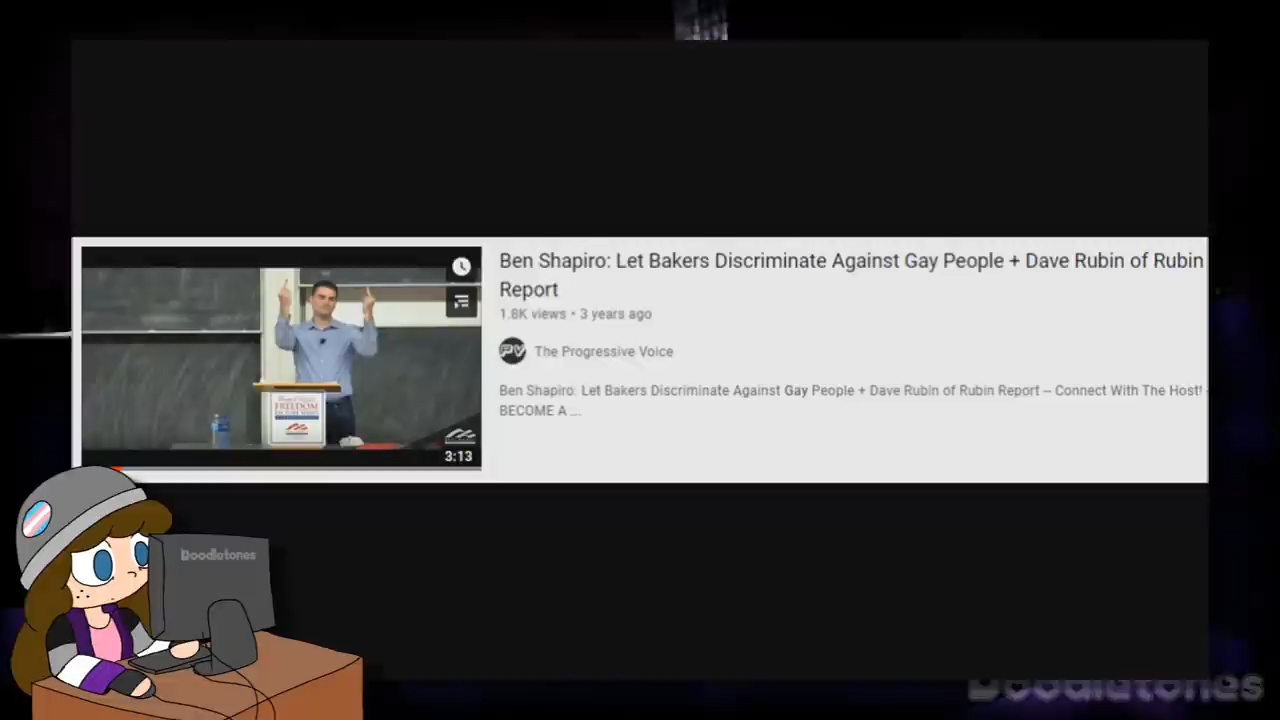 Ben Shapiro: Let Bakers Discriminate Against Gay People + Dave Rubin of Rubin
Report
1.8K views • 3 years ago
PV
The Progressive Voice
Ben Shapiro: Let Bakers Discriminate Against Gay People + Dave Rubin of Rubin Report – Connect With The Host!
BECOME A ...
FREEDOM
3:13
Doodletones
Doodletones